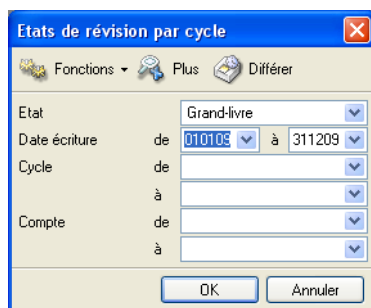 Etats de révision par cycle
Fonctions Plus Différer
Etat Grand-livre
Date écriture de 010109 à 311209
Cycle de
à
Compte de
à
OK Annuler